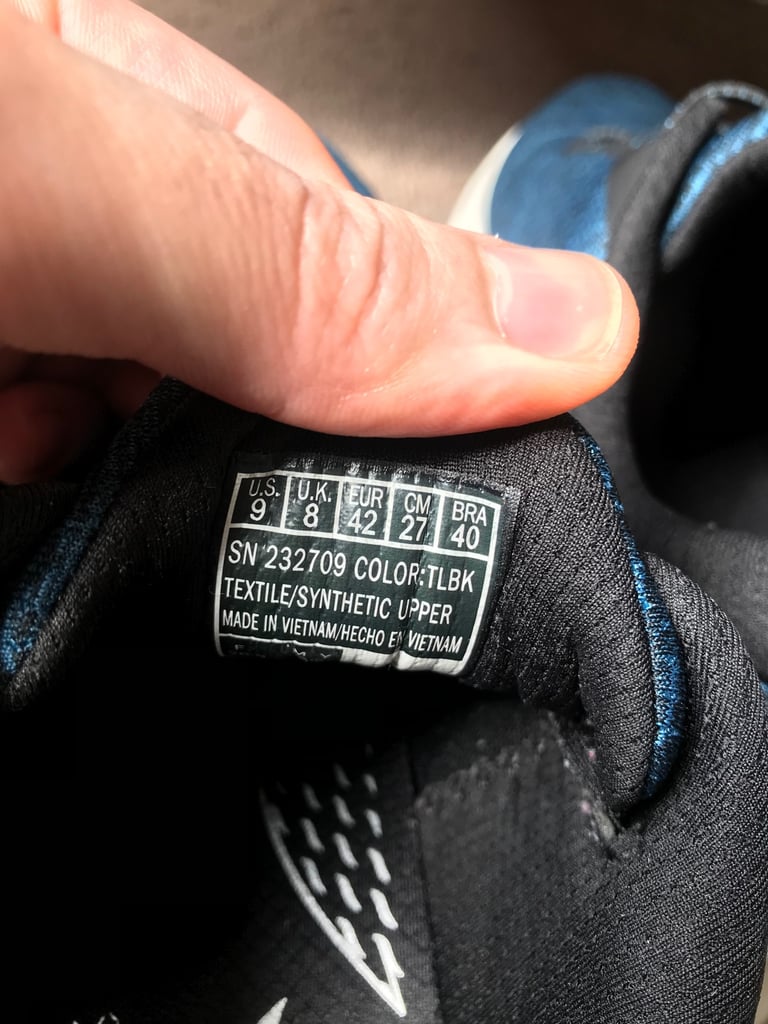 U.S. U.K. EUR CM BRA
9 8 42 27 40
SN 232709 COLOR:TLBK
TEXTILE/SYNTHETIC UPPER
MADE IN VIETNAM/HECHO EN VIETNAM